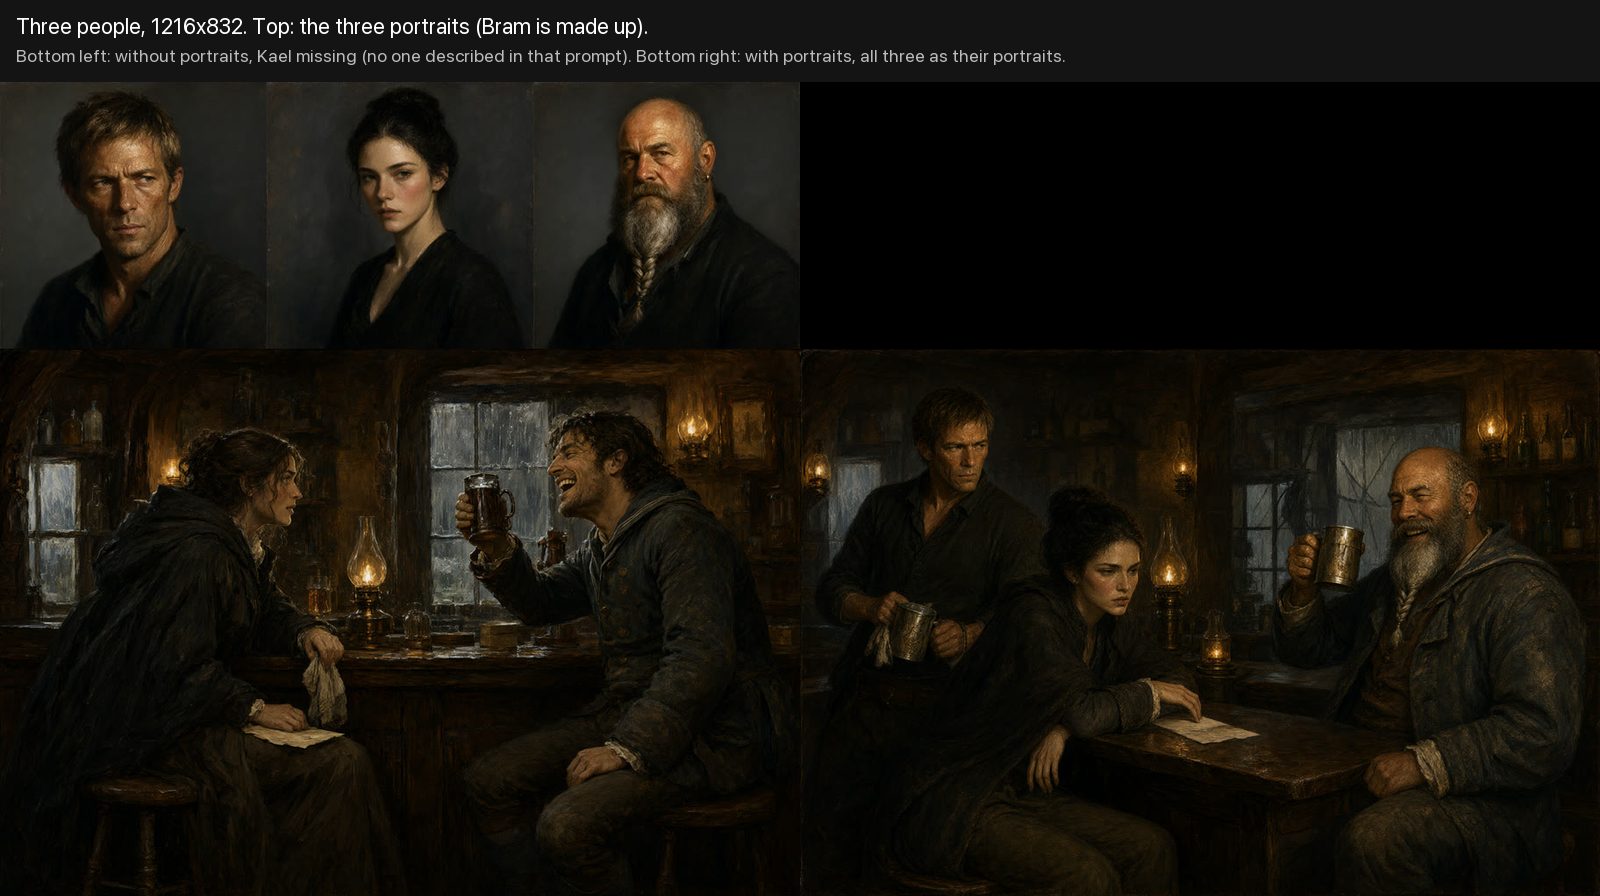 Three people, 1216x832. Top: the three portraits (Bram is made up).
Bottom left: without portraits, Kael missing (no one described in that prompt). Bottom right: with portraits, all three as their portraits.